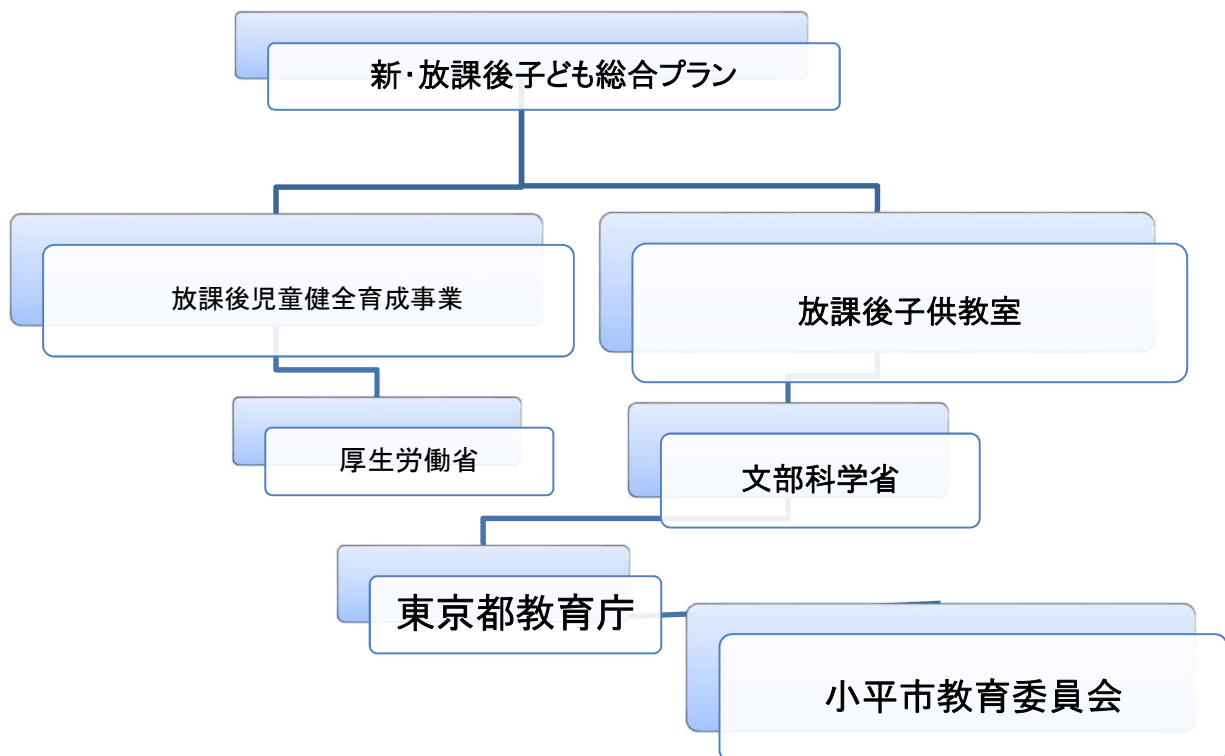 新・放課後子ども総合プラン
放課後児童健全育成事業
放課後子供教室
厚生労働省
文部科学省
東京都教育庁
小平市教育委員会